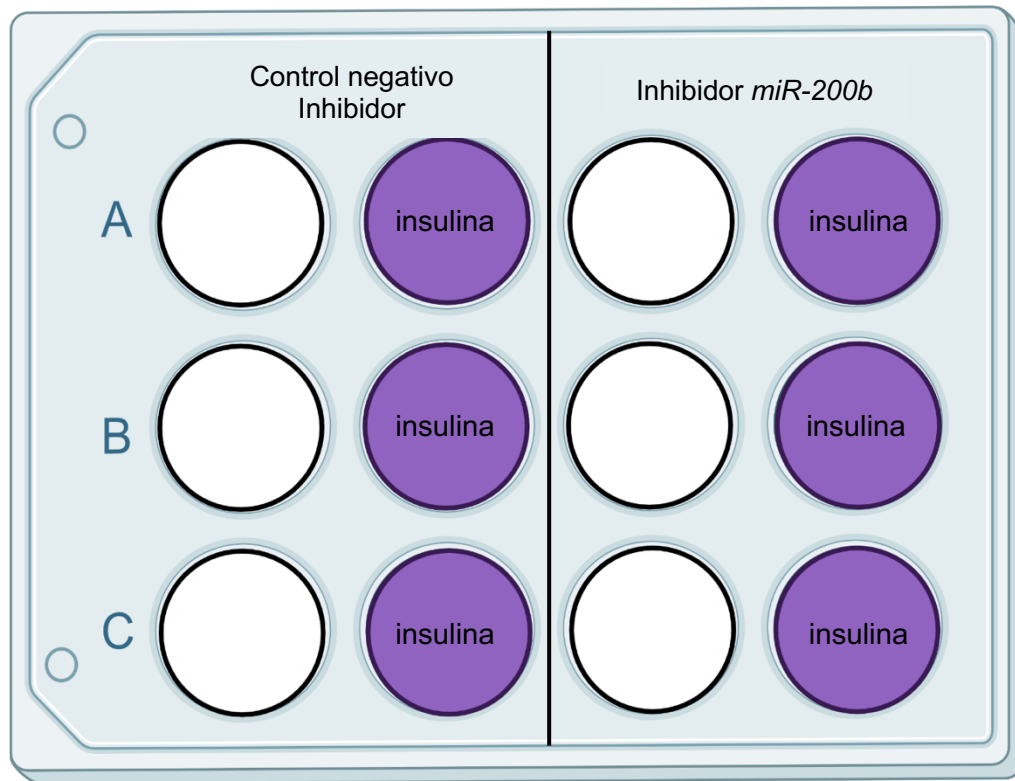 Control negativo
Inhibidor
Inhibidor miR-200b
A
insulina
insulina
B
insulina
insulina
C
insulina
insulina